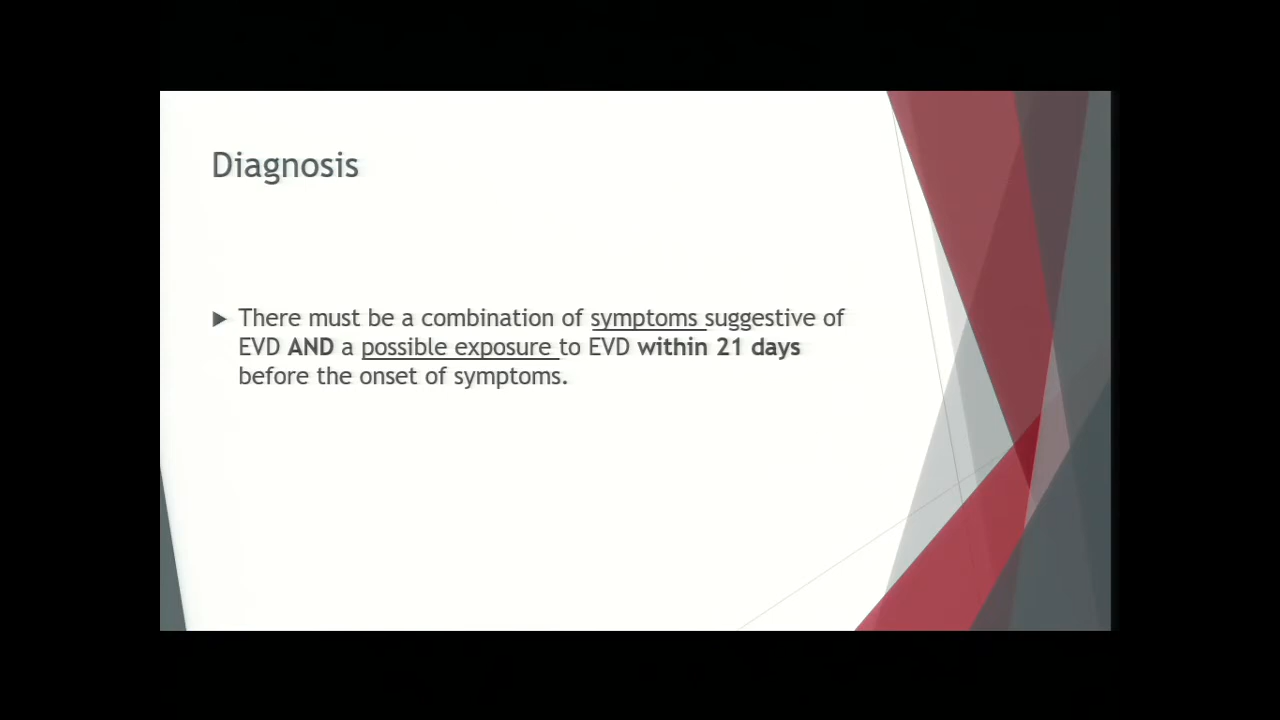 Diagnosis
There must be a combination of symptoms suggestive of
EVD AND a possible exposure to EVD within 21 days
before the onset of symptoms.